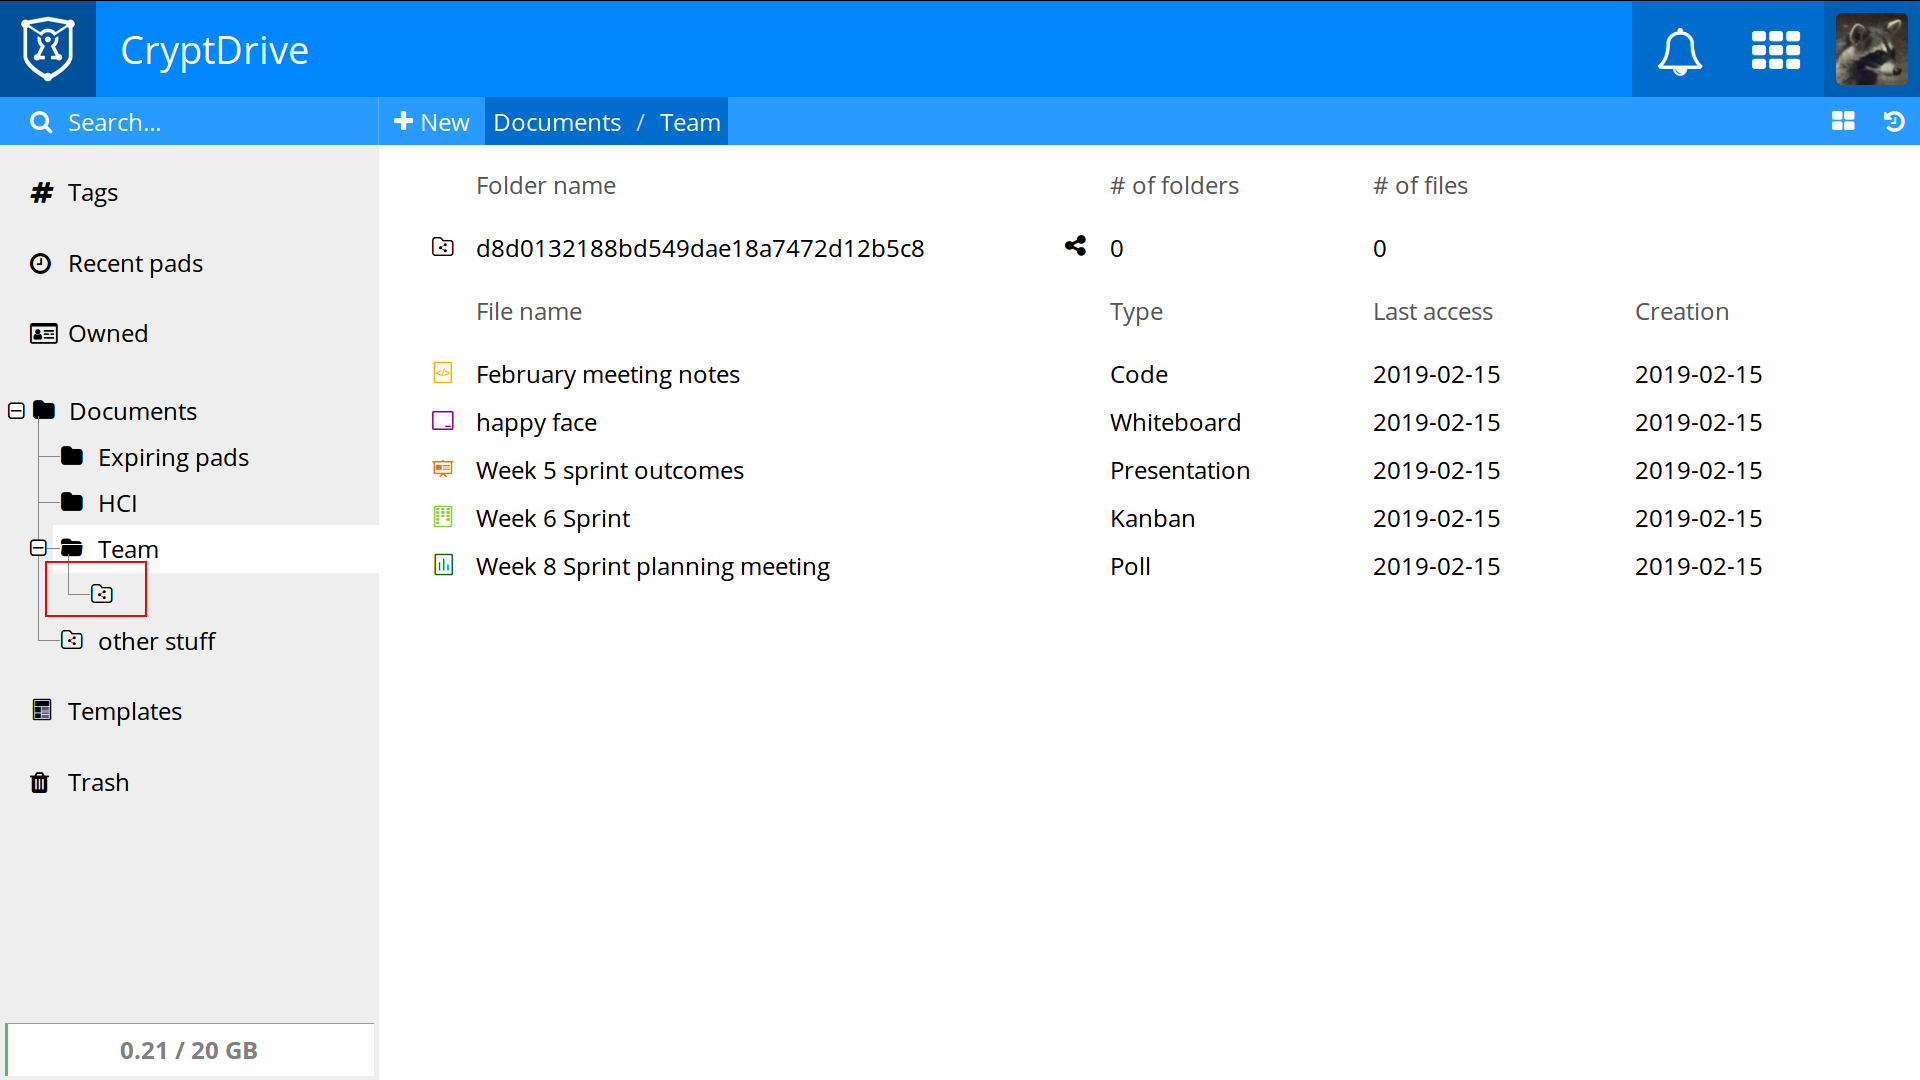 CryptDrive
Search...
New
Documents / Team
Tags
Recent pads
Owned
Documents
Expiring pads
HCI
Team
other stuff
Templates
Trash
0.21 / 20 GB
Folder name # of folders # of files
d8d0132188bd549dae18a7472d12b5c8 0 0
File name Type Last access Creation
February meeting notes Code 2019-02-15 2019-02-15
happy face Whiteboard 2019-02-15 2019-02-15
Week 5 sprint outcomes Presentation 2019-02-15 2019-02-15
Week 6 Sprint Kanban 2019-02-15 2019-02-15
Week 8 Sprint planning meeting Poll 2019-02-15 2019-02-15